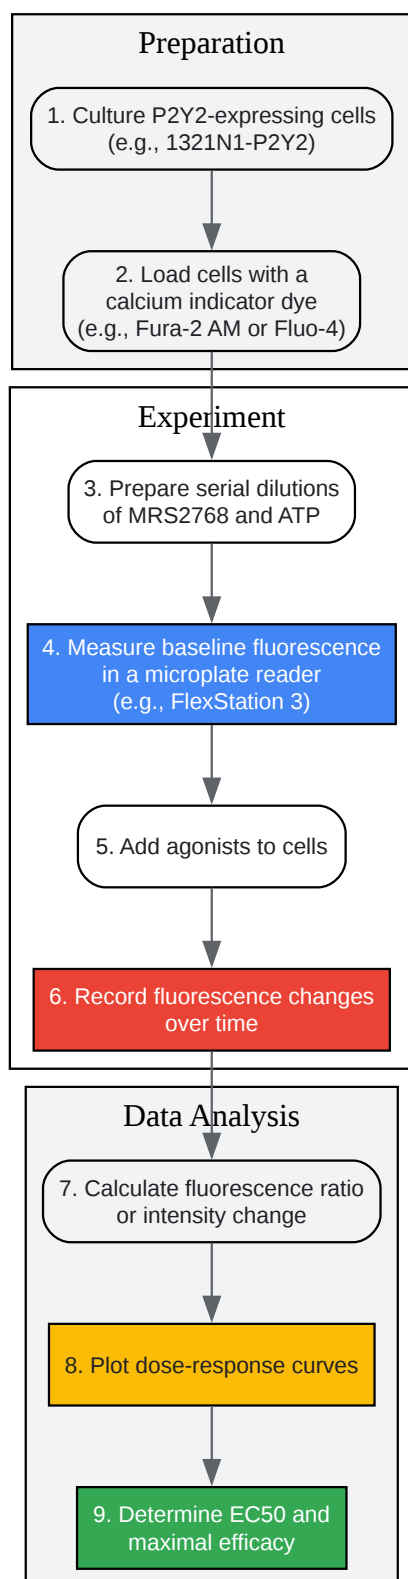 Preparation
1. Culture P2Y2-expressing cells
(e.g., 1321N1-P2Y2)
2. Load cells with a
calcium indicator dye
(e.g., Fura-2 AM or Fluo-4)
Experiment
3. Prepare serial dilutions
of MRS2768 and ATP
4. Measure baseline fluorescence
in a microplate reader
(e.g., FlexStation 3)
5. Add agonists to cells
6. Record fluorescence changes
over time
Data Analysis
7. Calculate fluorescence ratio
or intensity change
8. Plot dose-response curves
9. Determine EC50 and
maximal efficacy